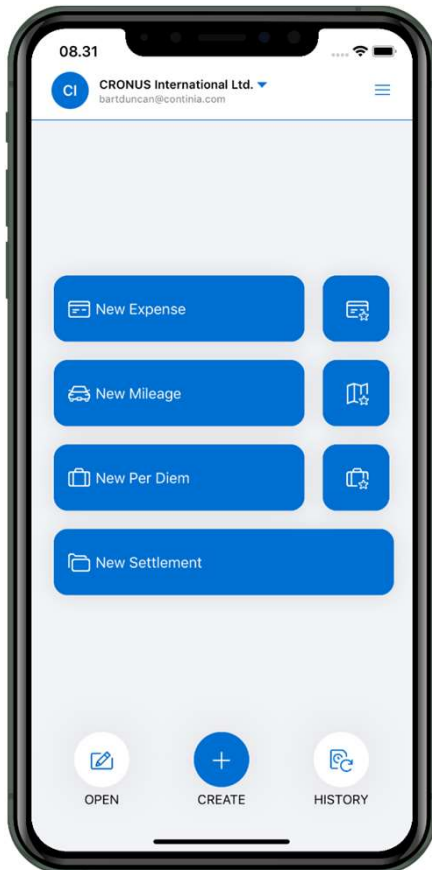 08.31
CI
CRONUS International Ltd.
bartduncan@continia.com
New Expense
New Mileage
New Per Diem
New Settlement
OPEN
CREATE
HISTORY